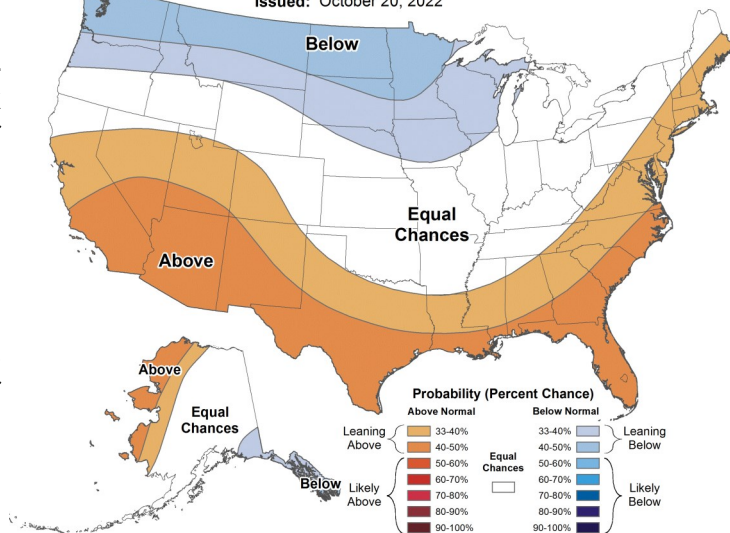 Issued: October 20, 2022
Below
Equal
Chances
Above
Above
Equal
Chances
Below
Probability (Percent Chance)
Above Normal
Below Normal
Leaning
Above
33-40%
40-50%
50-60%
60-70%
70-80%
80-90%
90-100%
Likely
Above
Equal
Chances
33-40%
40-50%
50-60%
60-70%
70-80%
80-90%
90-100%
Leaning
Below
Likely
Below